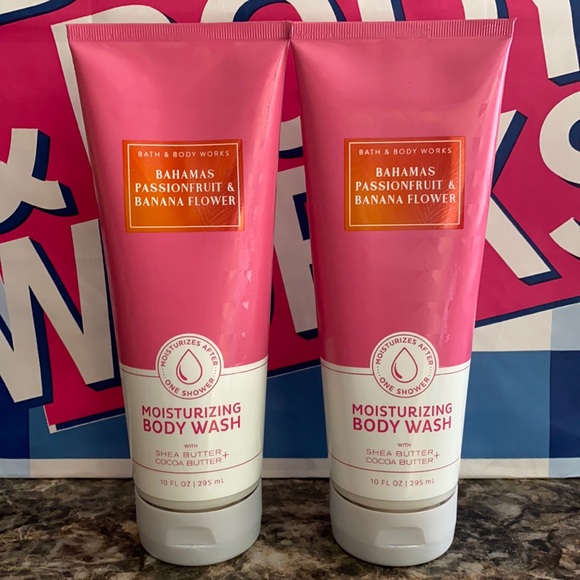 BATH & BODY WORKS
BAHAMAS
PASSIONFRUIT &
BANANA FLOWER
MOISTURIZES AFTER
ONE SHOWER
MOISTURIZING
BODY WASH
WITH
SHEA BUTTER
COCOA BUTTER+
10 FL OZ | 295 mL
BATH & BODY WORKS
BAHAMAS
PASSIONFRUIT &
BANANA FLOWER
MOISTURIZES AFTER
ONE SHOWER
MOISTURIZING
BODY WASH
WITH
SHEA BUTTER
COCOA BUTTER+
10 FL OZ | 295 mL
&
WORKS